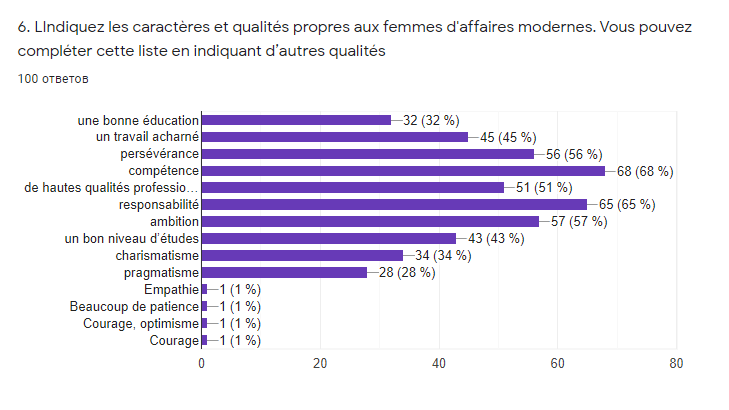 6. LIndiquez les caractères et qualités propres aux femmes d'affaires modernes. Vous pouvez
compléter cette liste en indiquant d'autres qualités
100 ответов
une bonne éducation 32 (32 %)
un travail acharné 45 (45 %)
persévérance 56 (56 %)
compétence 68 (68 %)
de hautes qualités professio... 51 (51 %)
responsabilité 65 (65 %)
ambition 57 (57 %)
un bon niveau d'études 43 (43 %)
charismatisme 34 (34 %)
pragmatisme 28 (28 %)
Empathie 1 (1 %)
Beaucoup de patience 1 (1 %)
Courage, optimisme 1 (1 %)
Courage 1 (1 %)
0 20 40 60 80